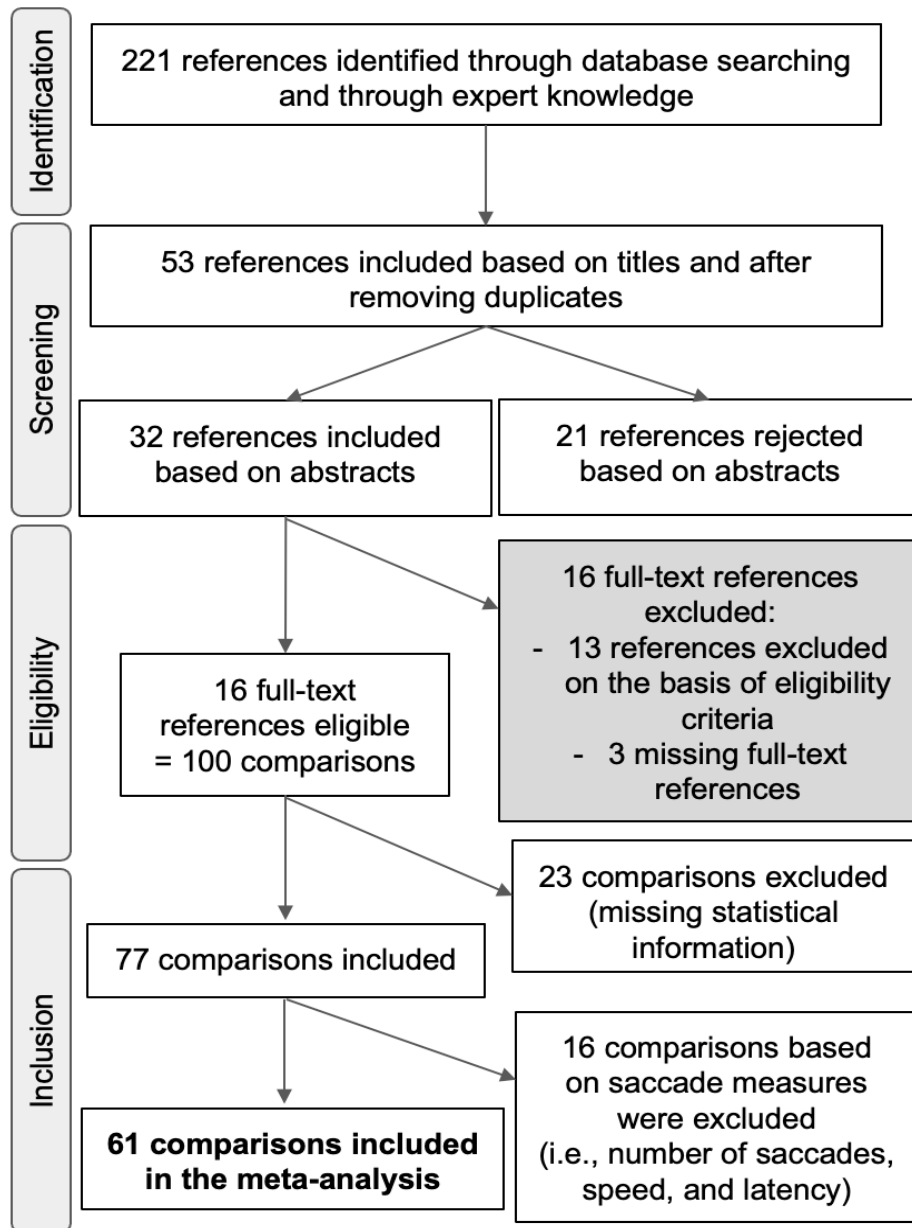 Identification
221 references identified through database searching
and through expert knowledge
Screening
53 references included based on titles and after
removing duplicates
32 references included
based on abstracts
21 references rejected
based on abstracts
Eligibility
16 full-text references
excluded:
- 13 references excluded
on the basis of eligibility
criteria
- 3 missing full-text
references
16 full-text
references eligible
= 100 comparisons
23 comparisons excluded
(missing statistical
information)
Inclusion
77 comparisons included
16 comparisons based
on saccade measures
were excluded
(i.e., number of saccades,
speed, and latency)
61 comparisons included
in the meta-analysis